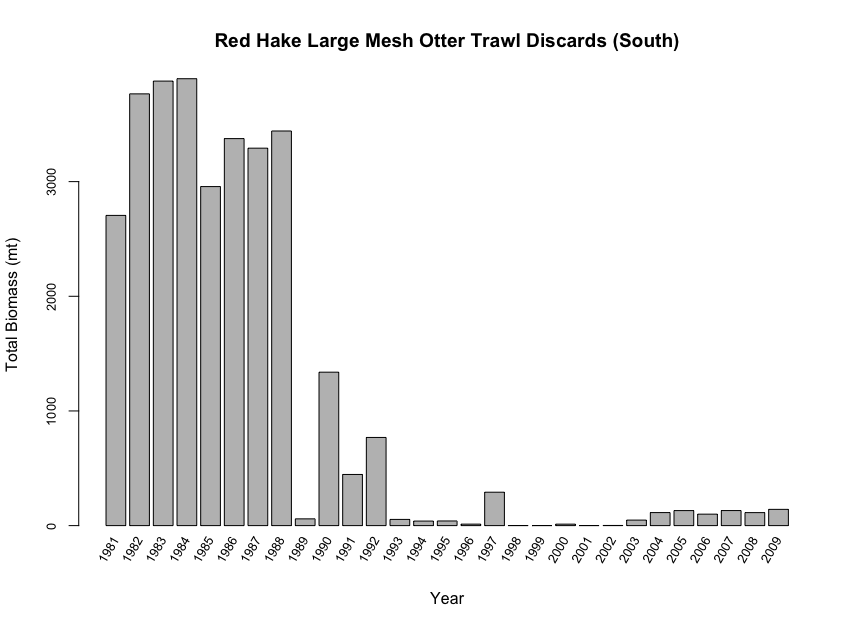 Red Hake Large Mesh Otter Trawl Discards (South)
Total Biomass (mt)
3000
2000
1000
0
1981 1982 1983 1984 1985 1986 1987 1988 1989 1990 1991 1992 1993 1994 1995 1996 1997 1998 1999 2000 2001 2002 2003 2004 2005 2006 2007 2008 2009
Year